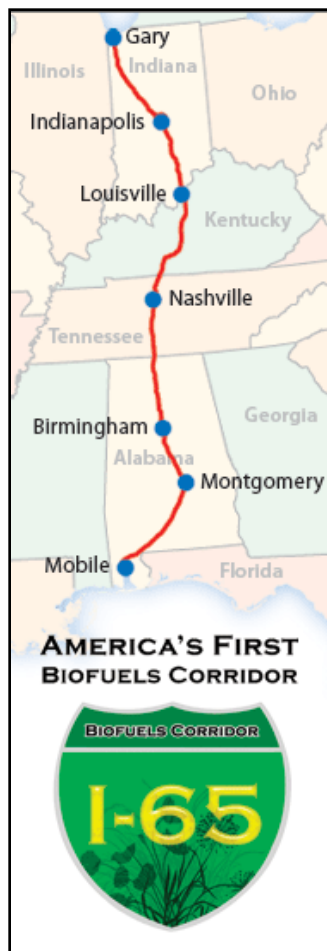 Gary
Illinois
Indiana
Ohio
Indianapolis
Louisville
Kentucky
Nashville
Tennessee
Birmingham
Georgia
Alabama
Montgomery
Mobile
Florida
AMERICA'S FIRST
BIOFUELS CORRIDOR
BIOFUELS CORRIDOR
I-65